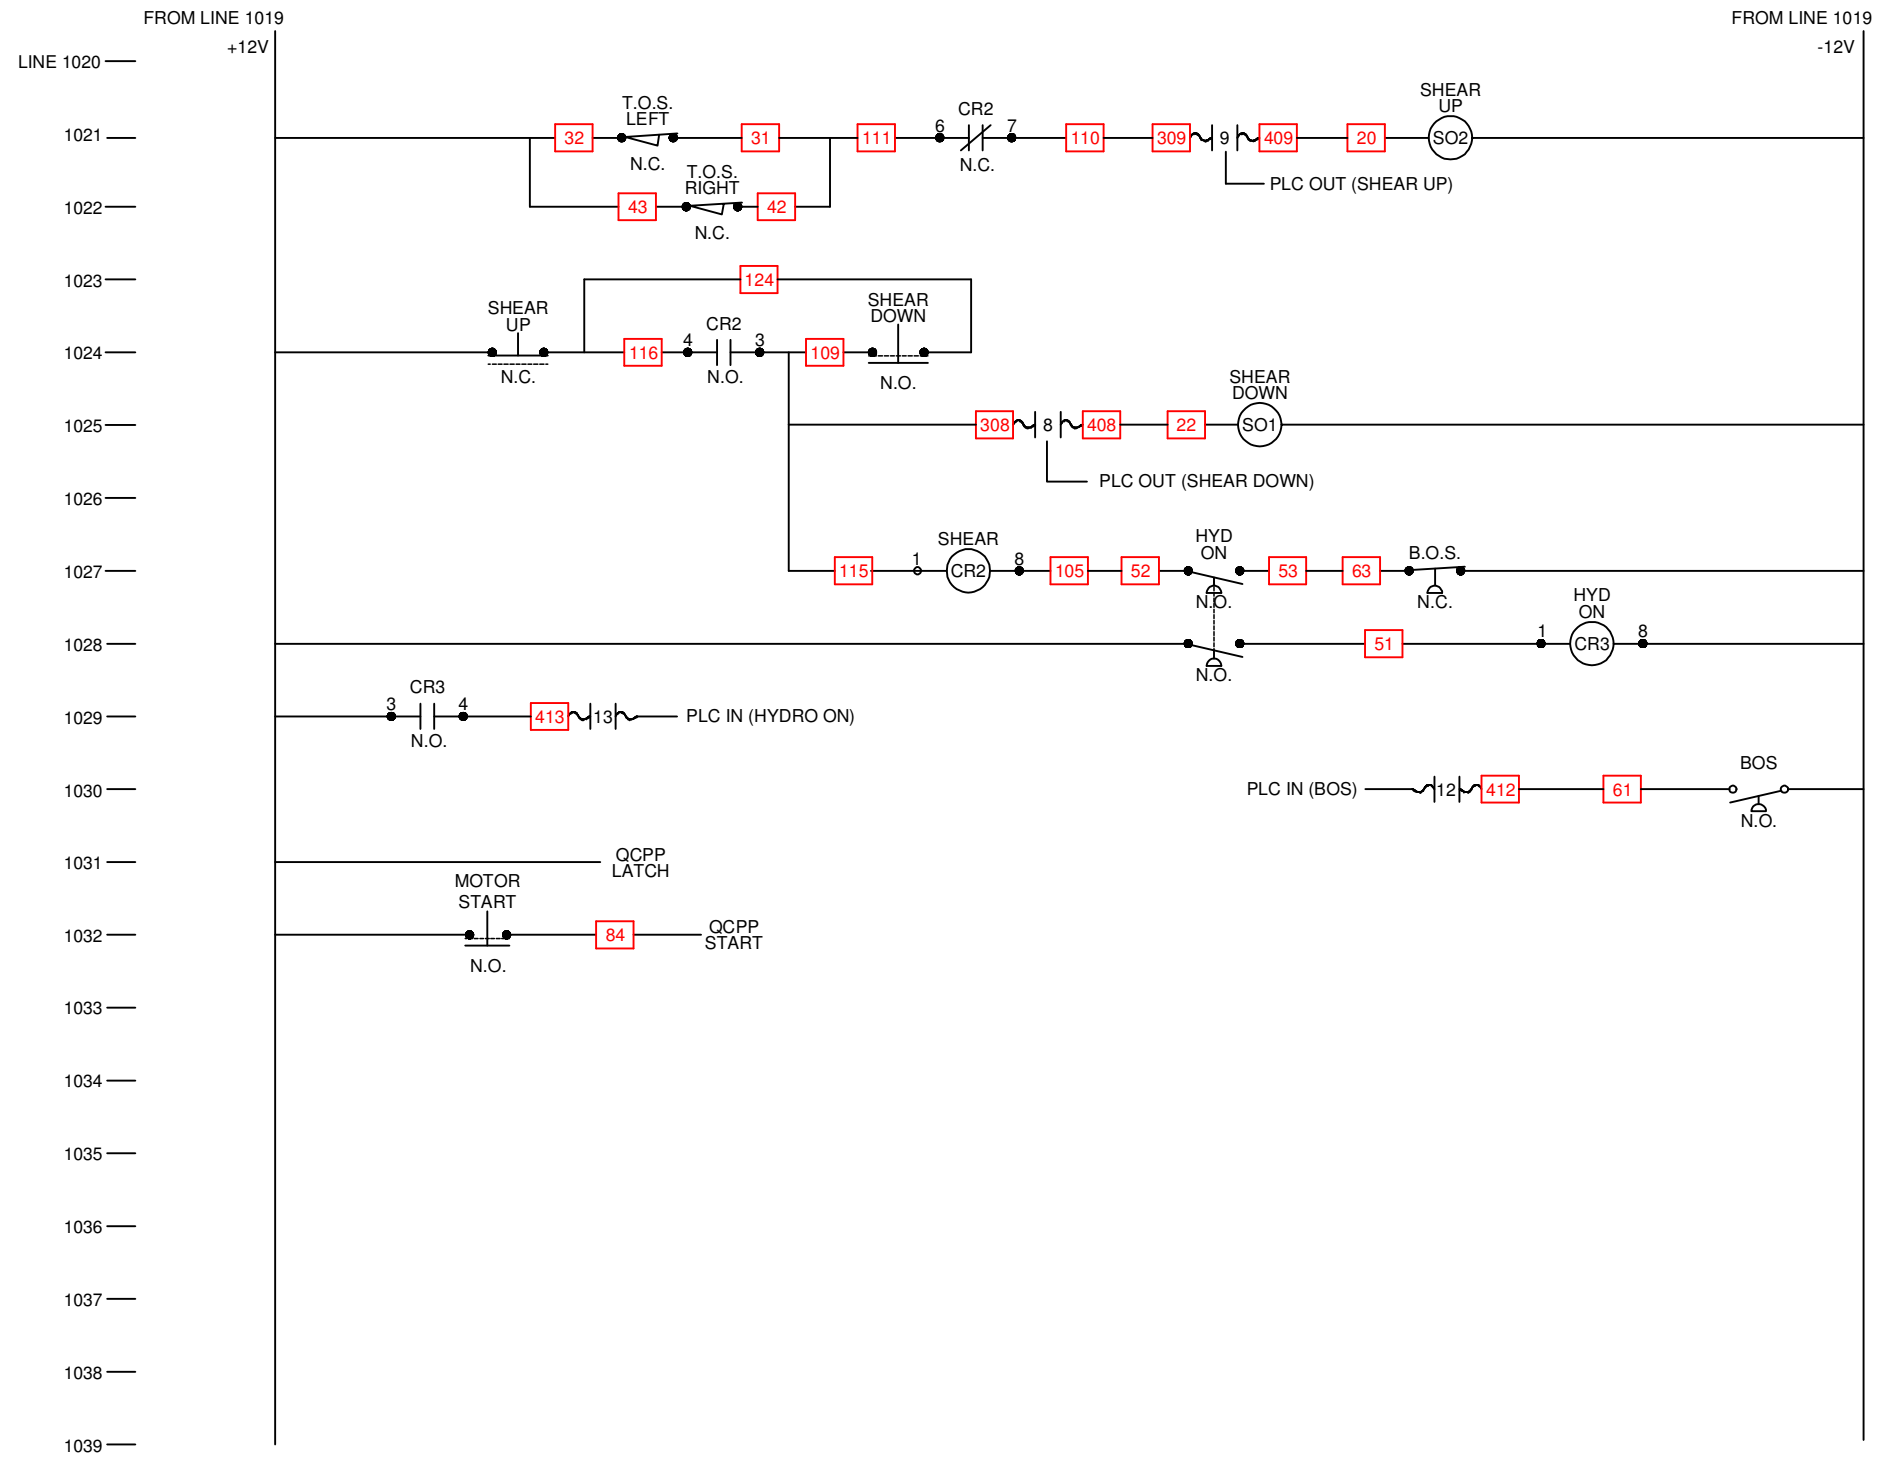 FROM LINE 1019
FROM LINE 1019
+12V
-12V
LINE 1020
SHEAR
UP
T.O.S.
LEFT
CR2
1021
32
31
111
6
7
110
309
9
409
20
SO2
N.C.
N.C.
T.O.S.
RIGHT
PLC OUT (SHEAR UP)
1022
43
42
N.C.
1023
124
SHEAR
UP
SHEAR
DOWN
CR2
1024
116
4
3
109
N.C.
N.O.
N.O.
SHEAR
DOWN
1025
308
8
408
22
SO1
PLC OUT (SHEAR DOWN)
1026
SHEAR
HYD
ON
B.O.S.
1027
115
1
CR2
8
105
52
53
63
N.O.
N.C.
HYD
ON
1028
51
1
CR3
8
N.O.
CR3
1029
3
4
413
13
PLC IN (HYDRO ON)
N.O.
BOS
1030
PLC IN (BOS)
12
412
61
N.O.
1031
QCPP
LATCH
MOTOR
START
1032
84
QCPP
START
N.O.
1033
1034
1035
1036
1037
1038
1039